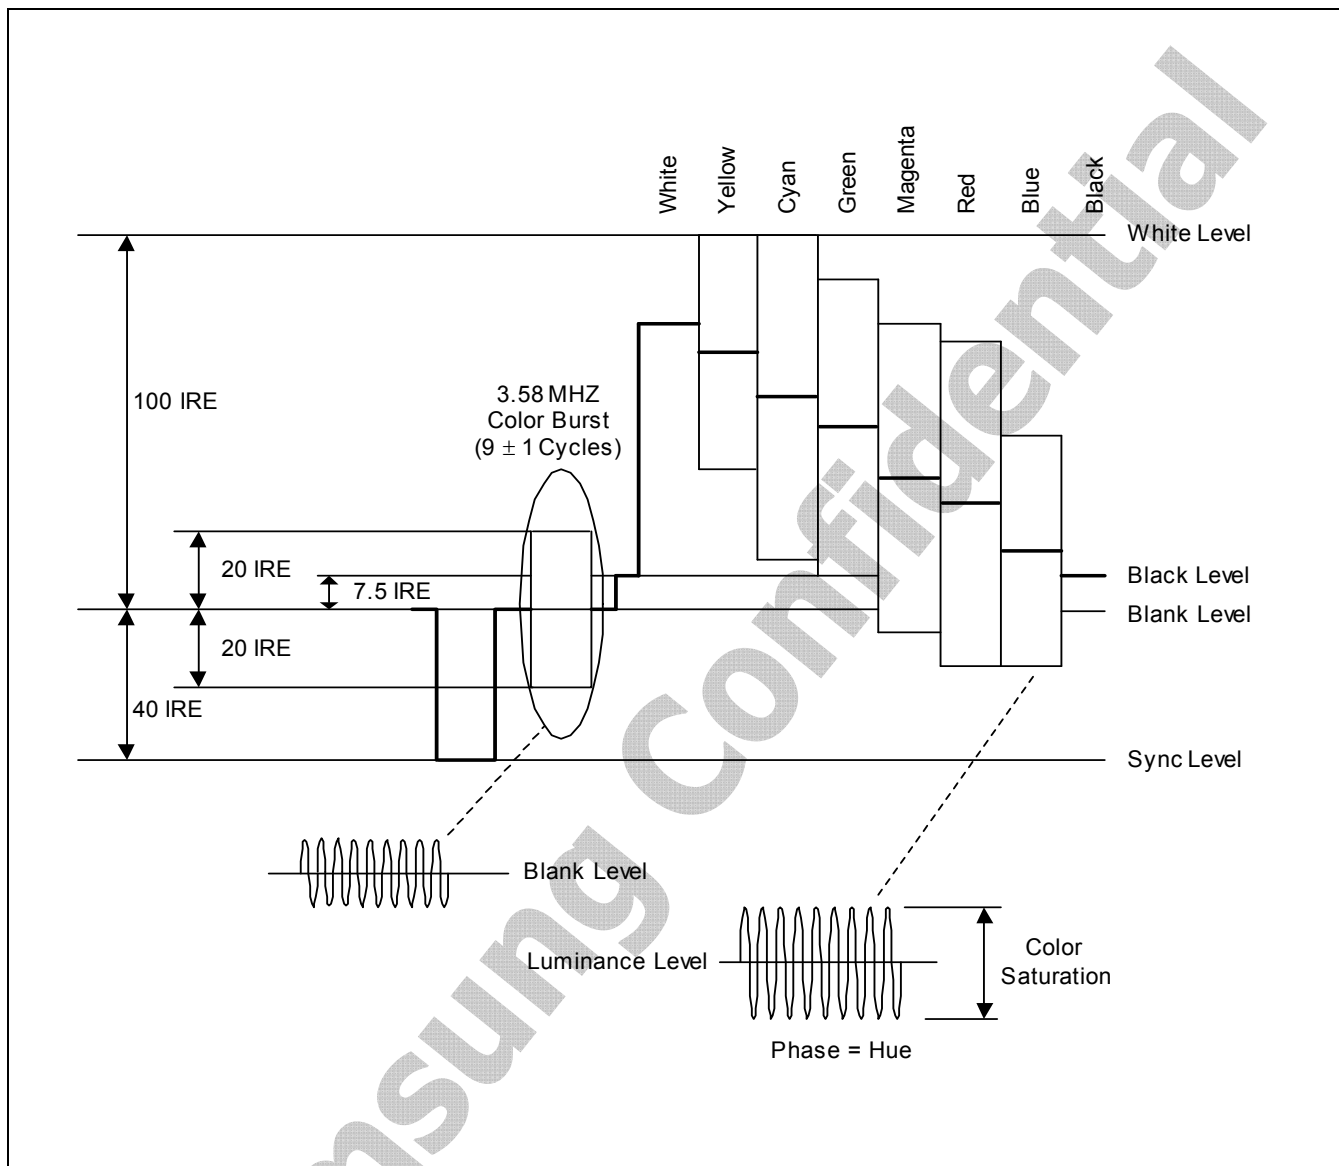 White
Yellow
Cyan
Green
Magenta
Red
Blue
Black
White Level
100 IRE
3.58 MHZ
Color Burst
(9 ± 1 Cycles)
20 IRE
7.5 IRE
Black Level
Blank Level
20 IRE
40 IRE
Sync Level
Blank Level
Luminance Level
Color
Saturation
Phase = Hue
msung Confidential